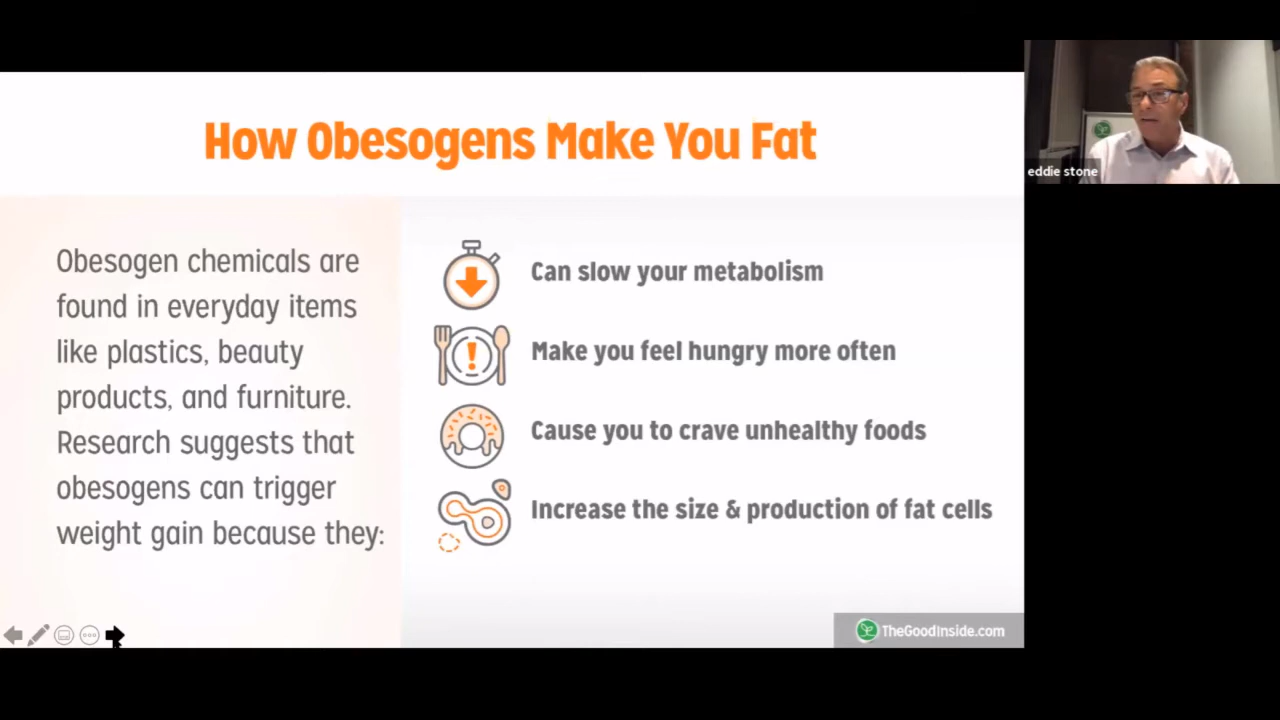 How Obesogens Make You Fat
eddie stone
Obesogen chemicals are
found in everyday items
like plastics, beauty
products, and furniture.
Research suggests that
obesogens can trigger
weight gain because they:
Can slow your metabolism
Make you feel hungry more often
Cause you to crave unhealthy foods
Increase the size & production of fat cells
TheGoodInside.com